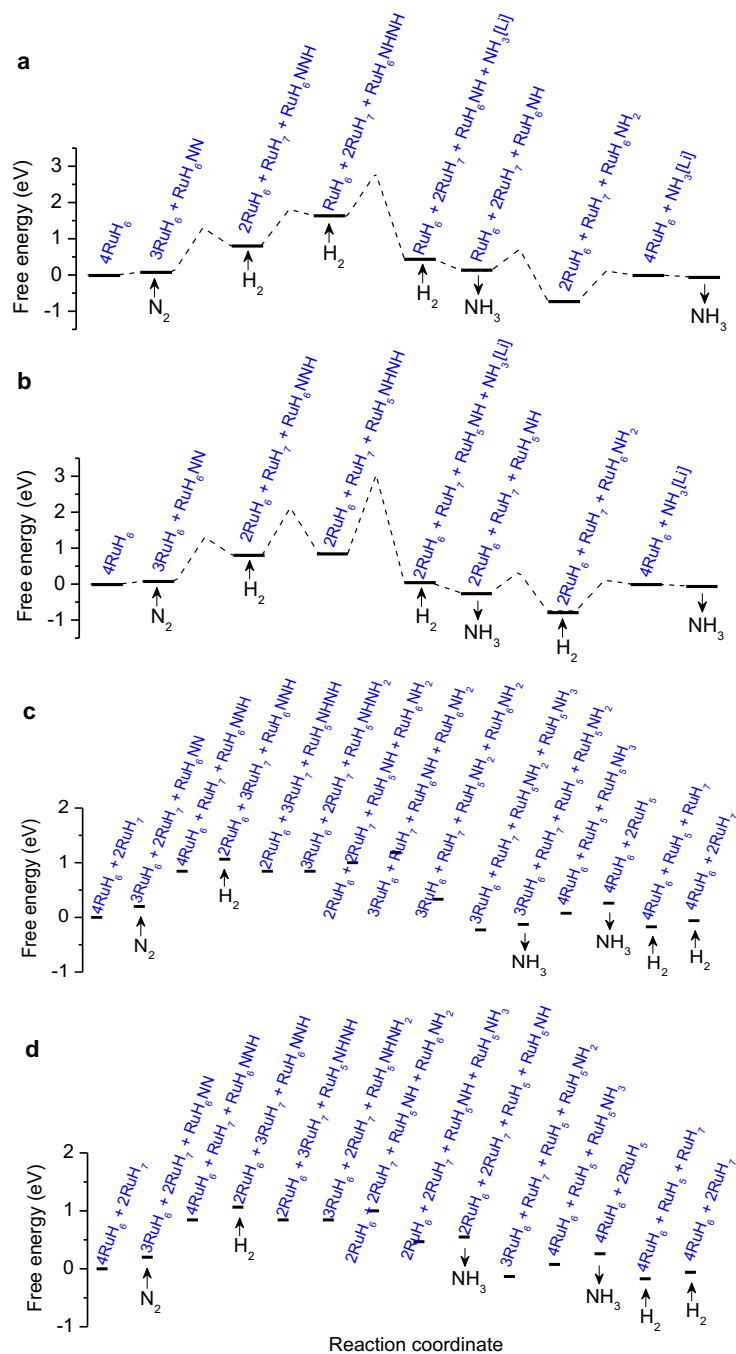 a
4RuH₆
3RuH₆ + RuH₆NN
2RuH₆ + RuH₇ + RuH₆NNH
RuH₆ + 2RuH₇ + RuH₆NHNH
RuH₆ + 2RuH₇ + RuH₆NH + NH₃[Li]
RuH₆ + 2RuH₇ + RuH₆NH
2RuH₆ + RuH₇ + RuH₆NH₂
4RuH₆ + NH₃[Li]
Free energy (eV)
3
2
1
0
-1
N₂
H₂
H₂
H₂
NH₃
NH₃
b
4RuH₆
3RuH₆ + RuH₆NN
2RuH₆ + RuH₇ + RuH₆NNH
2RuH₆ + RuH₇ + RuH₅NHNH
2RuH₆ + RuH₇ + RuH₅NH + NH₃[Li]
2RuH₆ + RuH₇ + RuH₅NH
2RuH₆ + RuH₇ + RuH₆NH₂
4RuH₆ + NH₃[Li]
Free energy (eV)
3
2
1
0
-1
N₂
H₂
H₂
NH₃
H₂
NH₃
c
4RuH₆ + 2RuH₇
3RuH₆ + 2RuH₇ + RuH₆NN
4RuH₆ + RuH₇ + RuH₆NNH
2RuH₆ + 3RuH₇ + RuH₆NNH
2RuH₆ + 3RuH₇ + RuH₅NHNH
3RuH₆ + 2RuH₇ + RuH₅NHNH₂
2RuH₆ + 2RuH₇ + RuH₅NH + RuH₆NH₂
3RuH₆ + RuH₇ + RuH₆NH + RuH₆NH₂
3RuH₆ + RuH₇ + RuH₅NH₂ + RuH₆NH₂
3RuH₆ + RuH₇ + RuH₅NH₂ + RuH₅NH₃
3RuH₆ + RuH₇ + RuH₅ + RuH₅NH₂
4RuH₆ + RuH₅ + RuH₅NH₃
4RuH₆ + 2RuH₅
4RuH₆ + RuH₅ + RuH₇
4RuH₆ + 2RuH₇
Free energy (eV)
2
1
0
-1
N₂
H₂
NH₃
NH₃
H₂
H₂
d
4RuH₆ + 2RuH₇
3RuH₆ + 2RuH₇ + RuH₆NN
4RuH₆ + RuH₇ + RuH₆NNH
2RuH₆ + 3RuH₇ + RuH₆NNH
2RuH₆ + 3RuH₇ + RuH₅NHNH
3RuH₆ + 2RuH₇ + RuH₅NHNH₂
2RuH₆ + 2RuH₇ + RuH₅NH + RuH₆NH₂
2RuH₆ + 2RuH₇ + RuH₅NH + RuH₅NH₃
2RuH₆ + 2RuH₇ + RuH₅ + RuH₅NH
3RuH₆ + RuH₇ + RuH₅ + RuH₅NH₂
4RuH₆ + RuH₅ + RuH₅NH₃
4RuH₆ + 2RuH₅
4RuH₆ + RuH₅ + RuH₇
4RuH₆ + 2RuH₇
Free energy (eV)
2
1
0
-1
N₂
H₂
NH₃
NH₃
H₂
H₂
Reaction coordinate